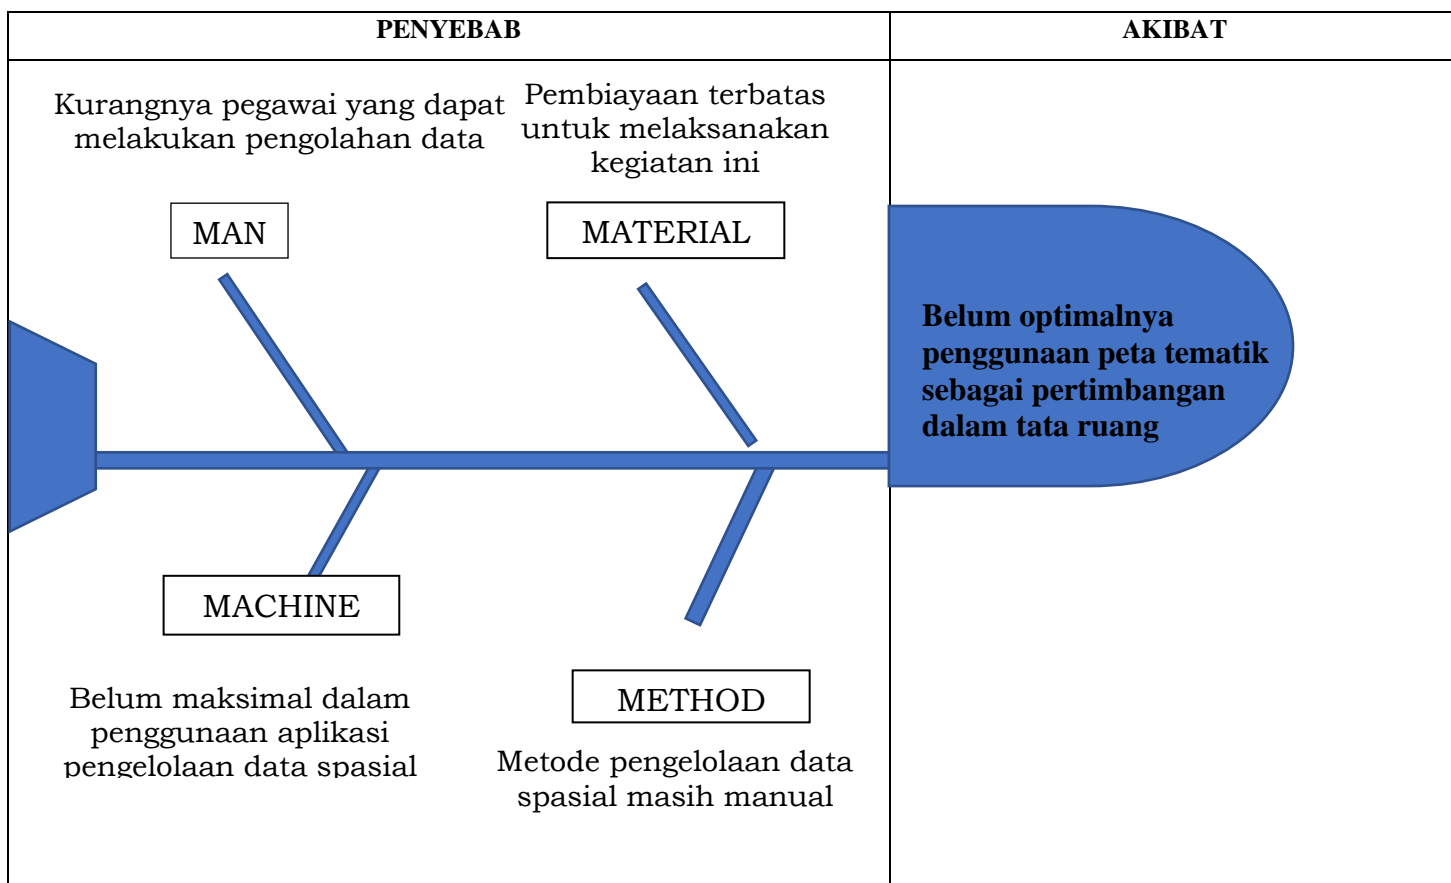 PENYEBAB
AKIBAT
Kurangnya pegawai yang dapat
melakukan pengolahan data
Pembiayaan terbatas
untuk melaksanakan
kegiatan ini
MAN
MATERIAL
Belum optimalnya
penggunaan peta tematik
sebagai pertimbangan
dalam tata ruang
MACHINE
METHOD
Belum maksimal dalam
penggunaan aplikasi
pengelolaan data spasial
Metode pengelolaan data
spasial masih manual